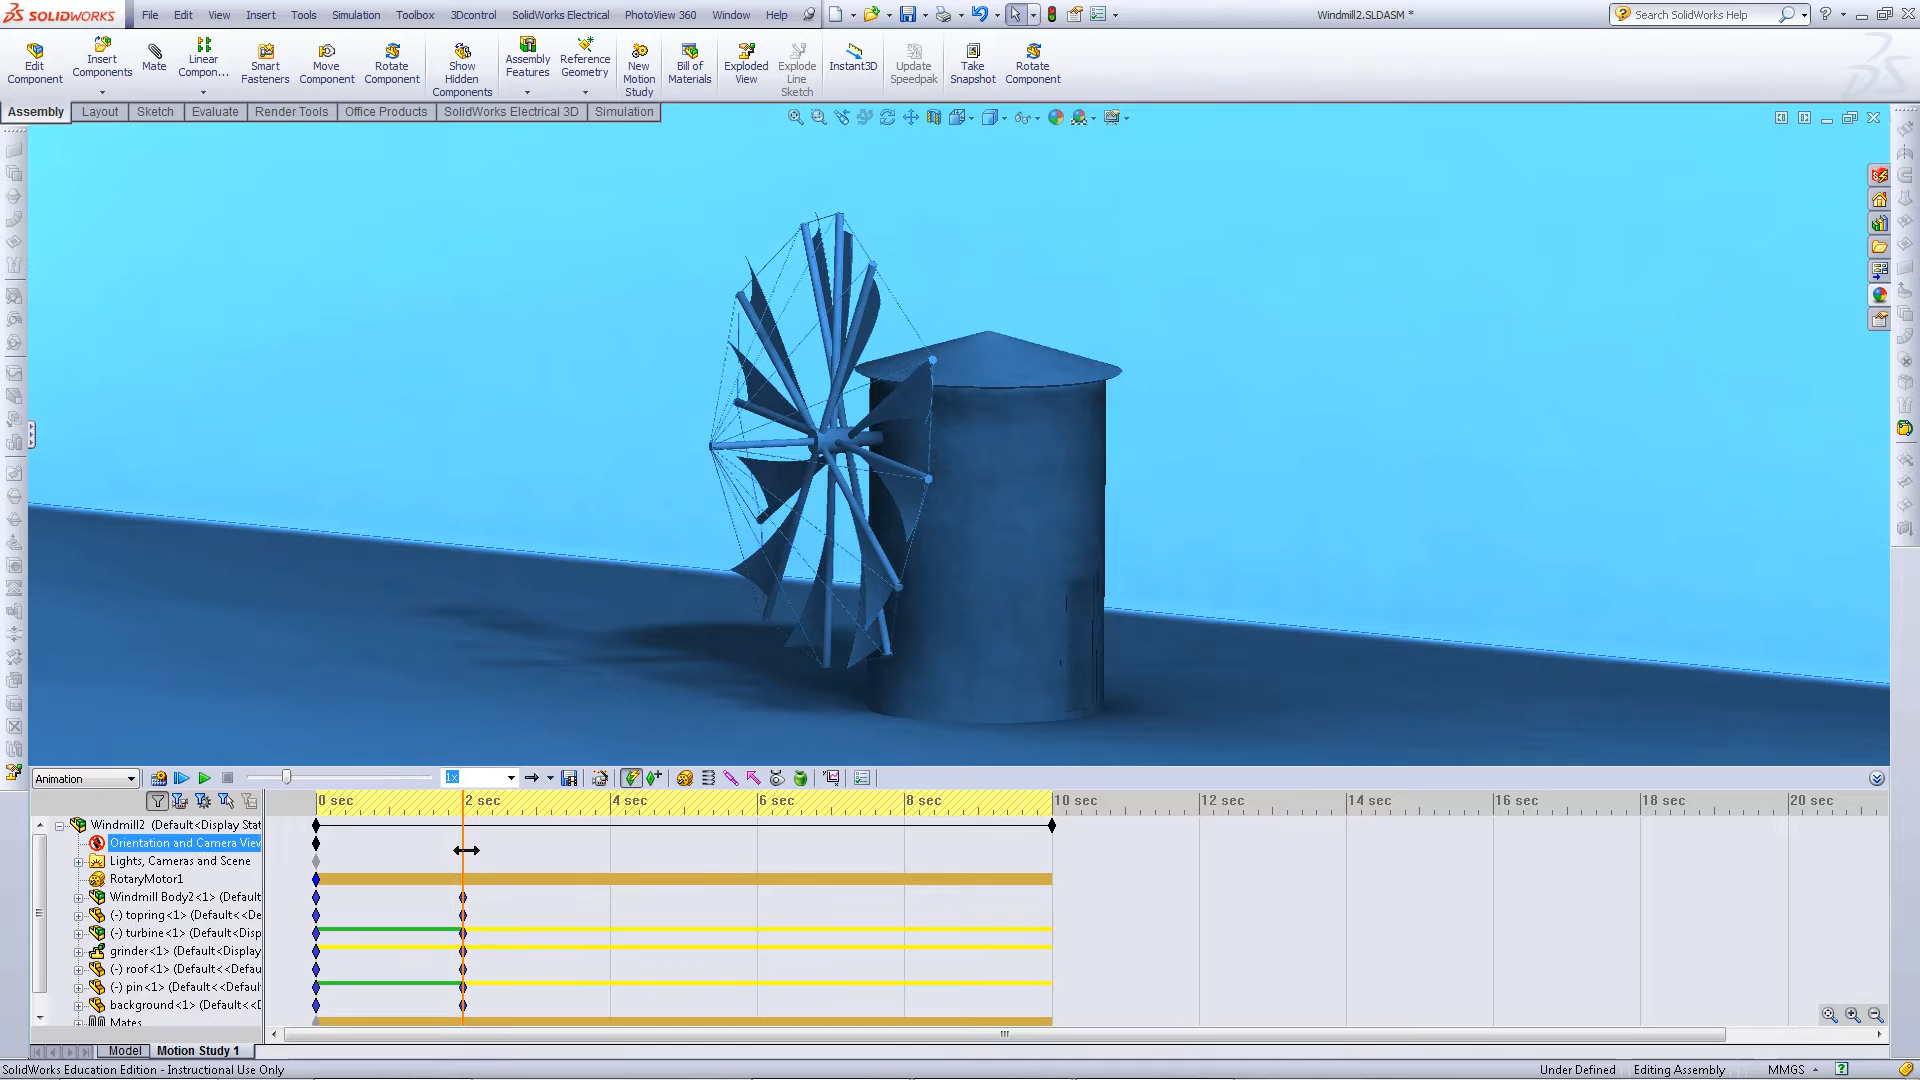 SOLIDWORKS File Edit View Insert Tools Simulation Toolbox 3Dcontrol SolidWorks Electrical PhotoView 360 Window Help Windmill2.SLDASM * Search SolidWorks Help
Edit Component
Insert Components
Mate
Linear Compon...
Smart Fasteners
Move Component
Rotate Component
Show Hidden Components
Assembly Features
Reference Geometry
New Motion Study
Bill of Materials
Exploded View
Explode Line Sketch
Instant3D
Update Speedpak
Take Snapshot
Rotate Component
Assembly Layout Sketch Evaluate Render Tools Office Products SolidWorks Electrical 3D Simulation
Animation 1x
0 sec 2 sec 4 sec 6 sec 8 sec 10 sec 12 sec 14 sec 16 sec 18 sec 20 sec
Windmill2 (Default<Display Stat
Orientation and Camera View
Lights, Cameras and Scene
RotaryMotor1
Windmill Body2<1> (Default
(-) topring<1> (Default<<De
(-) turbine<1> (Default<Disp
grinder<1> (Default<Display
(-) roof<1> (Default<<Defau
(-) pin<1> (Default<<Default
background<1> (Default<<D
Mates
Model Motion Study 1
SolidWorks Education Edition - Instructional Use Only Under Defined Editing Assembly MMGS